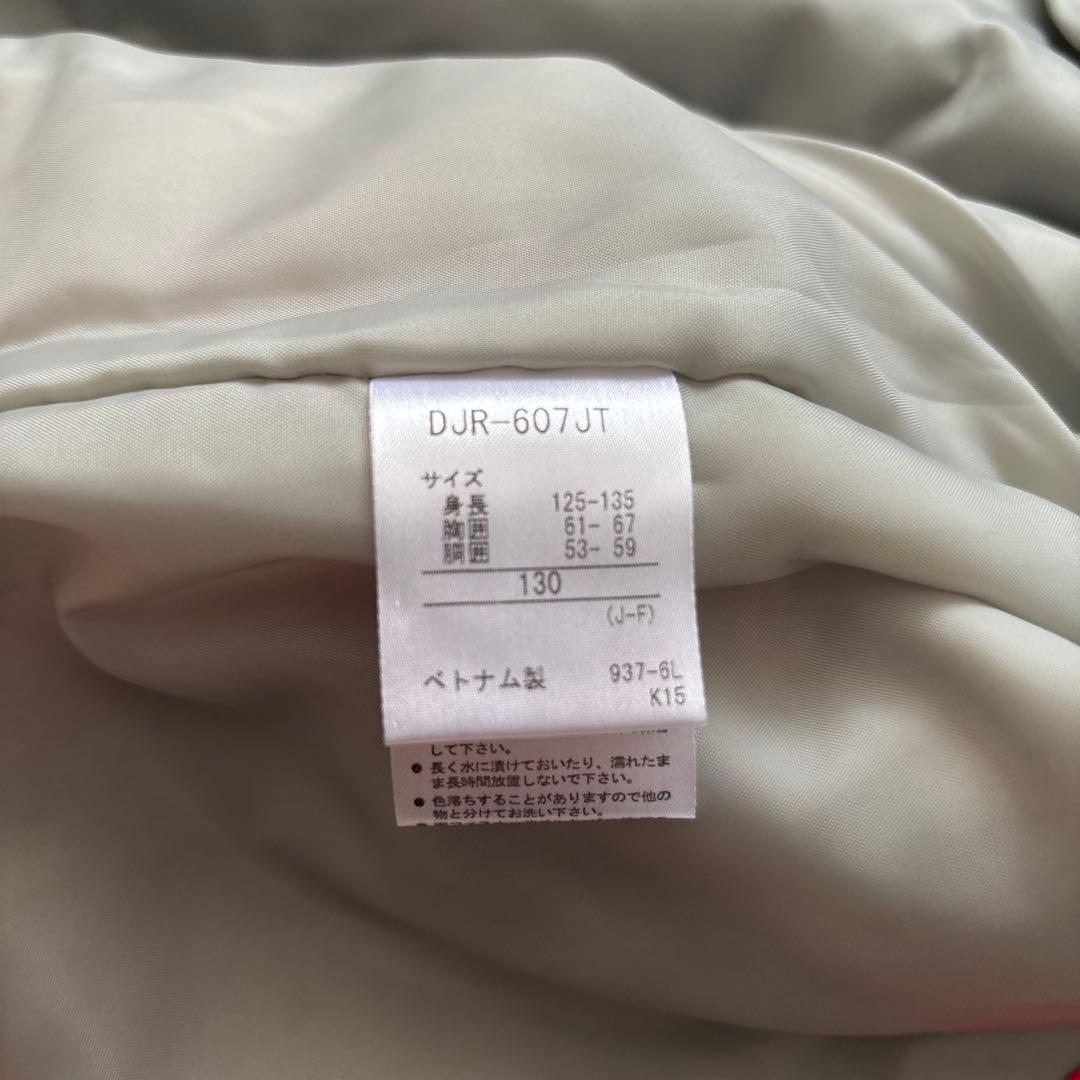 DJR-607JT
サイズ
身長 125-135
胸囲 61- 67
胴囲 53- 59
130
(J-F)
ベトナム製 937-6L
K15
して下さい。
● 長く水に漬けておいたり、濡れたま
ま長時間放置しないで下さい。
● 色落ちすることがありますので他の
物と分けてお洗い下さい。